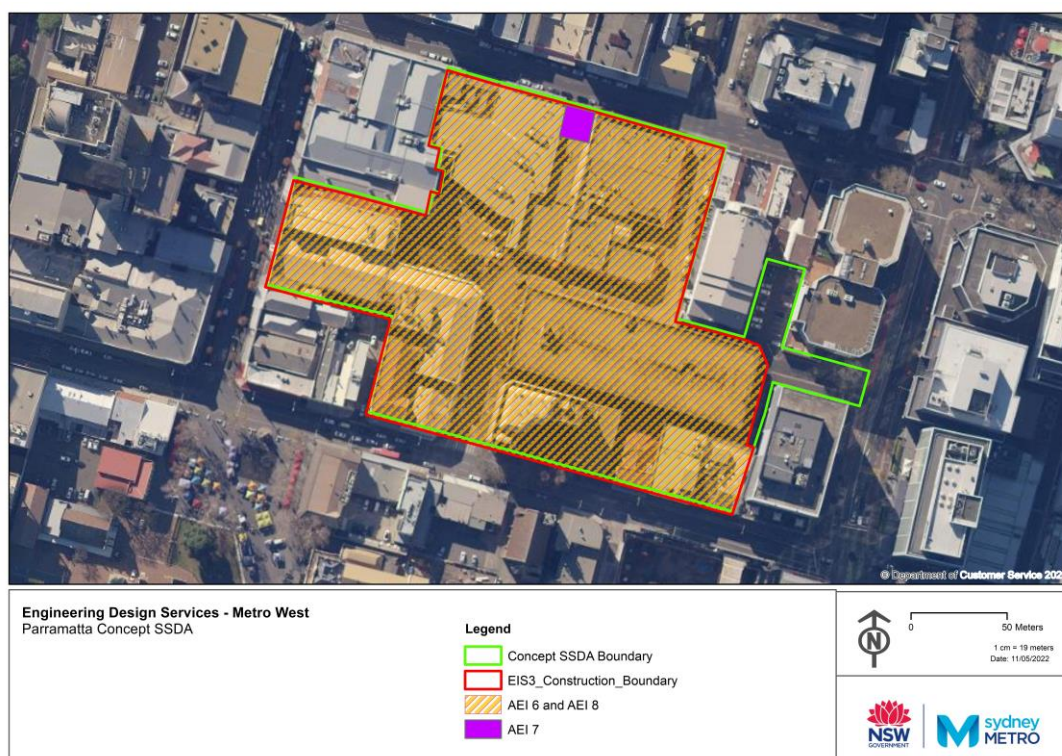 © Department of Customer Service 202
Engineering Design Services - Metro West
Parramatta Concept SSDA
Legend
Concept SSDA Boundary
EIS3_Construction_Boundary
AEI 6 and AEI 8
AEI 7
N
0 50 Meters
1 cm = 19 meters
Date: 11/05/2022
NSW
GOVERNMENT
sydney
METRO